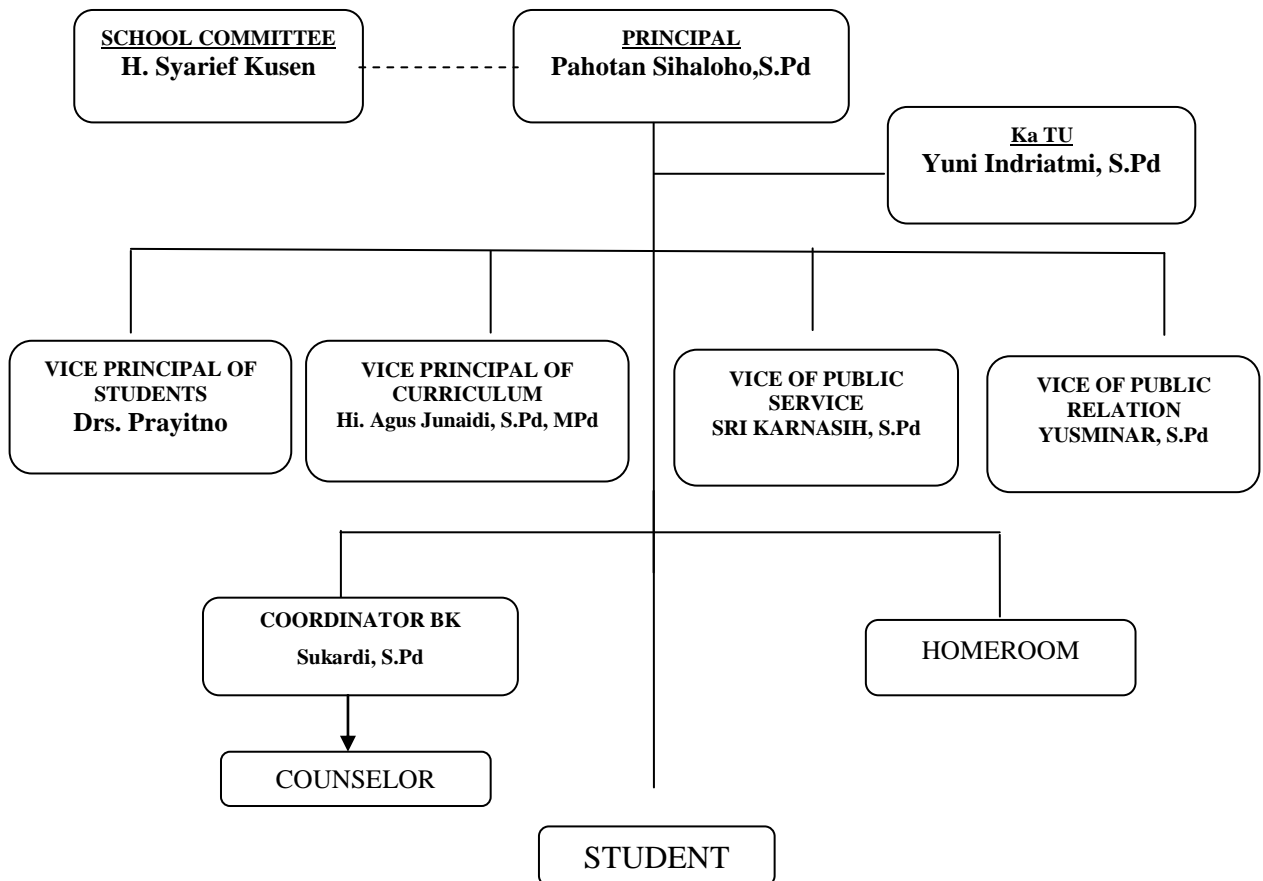 SCHOOL COMMITTEE
H. Syarief Kusen
PRINCIPAL
Pahotan Sihaloho,S.Pd
Ka TU
Yuni Indriatmi, S.Pd
VICE PRINCIPAL OF
STUDENTS
Drs. Prayitno
VICE PRINCIPAL OF
CURRICULUM
Hi. Agus Junaidi, S.Pd, MPd
VICE OF PUBLIC
SERVICE
SRI KARNASIH, S.Pd
VICE OF PUBLIC
RELATION
YUSMINAR, S.Pd
COORDINATOR BK
Sukardi, S.Pd
HOMEROOM
COUNSELOR
STUDENT